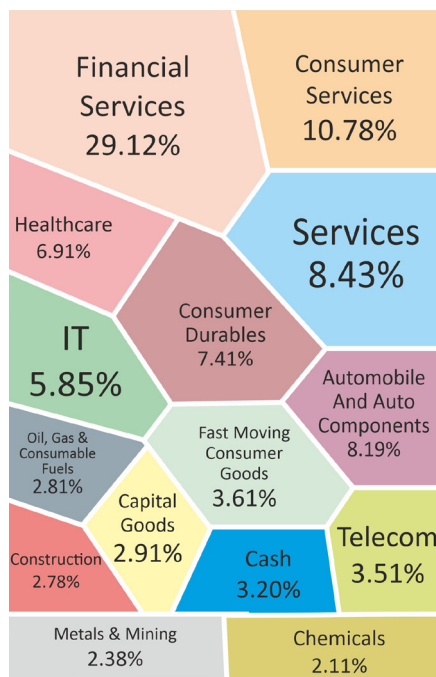 Financial
Services
29.12%
Consumer
Services
10.78%
Healthcare
6.91%
Services
8.43%
Consumer
Durables
7.41%
IT
5.85%
Automobile
And Auto
Components
8.19%
Oil, Gas &
Consumable
Fuels
2.81%
Fast Moving
Consumer
Goods
3.61%
Capital
Goods
2.91%
Telecom
3.51%
Construction
2.78%
Cash
3.20%
Metals & Mining
2.38%
Chemicals
2.11%